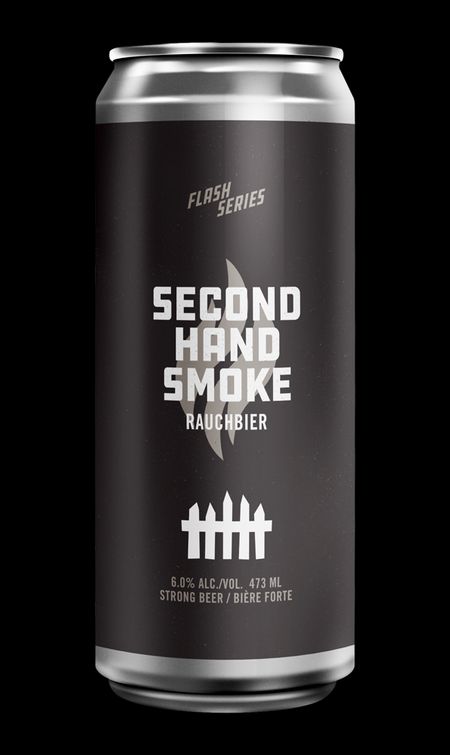 FLASH
SERIES
SECOND
HAND
SMOKE
RAUCHBIER
6.0% ALC./VOL. 473 ML
STRONG BEER / BIÈRE FORTE